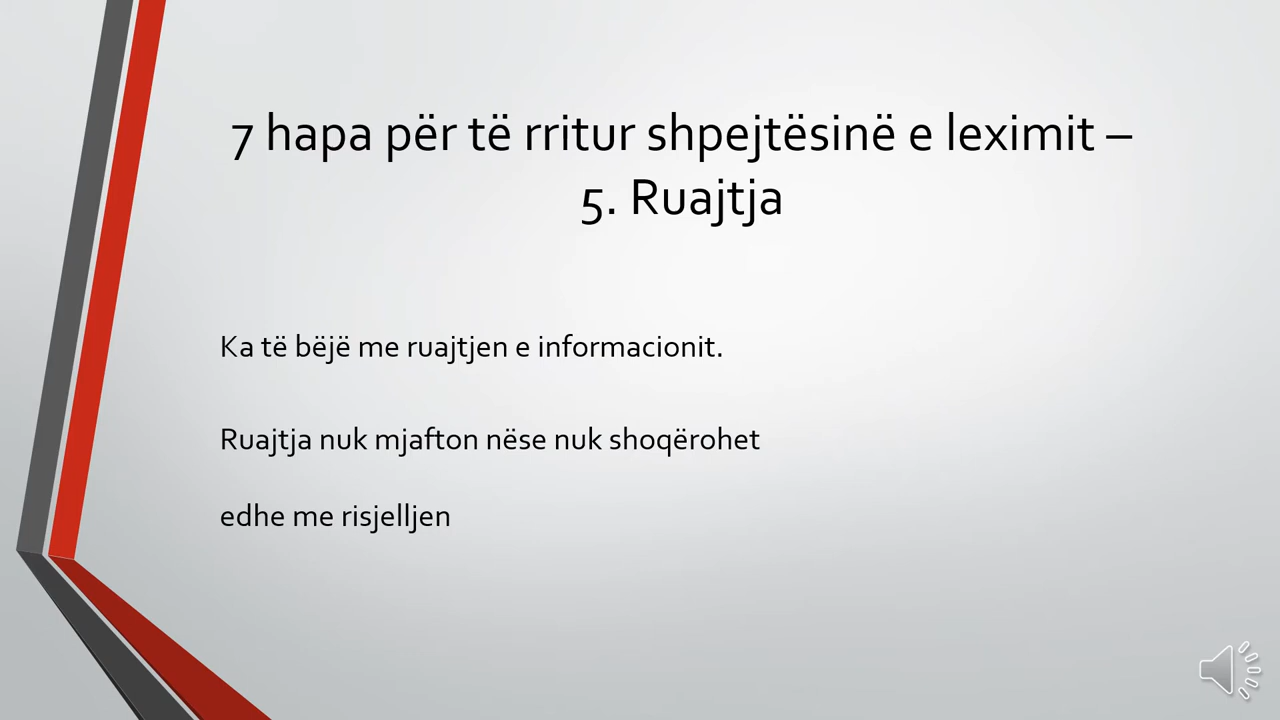 7 hapa për të rritur shpejtësinë e leximit –
5. Ruajtja
Ka të bëjë me ruajtjen e informacionit.
Ruajtja nuk mjafton nëse nuk shoqërohet
edhe me risjelljen